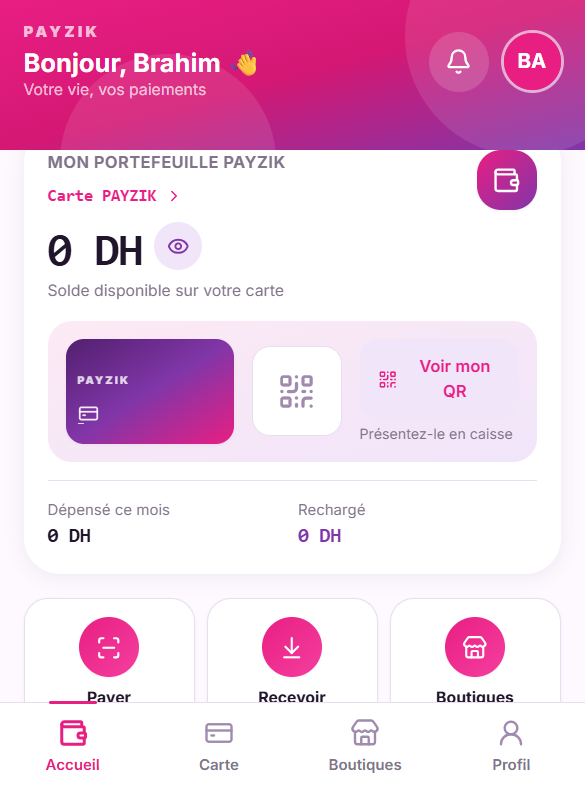 PAYZIK
Bonjour, Brahim 👋
BA
Votre vie, vos paiements
MON PORTEFEUILLE PAYZIK
Carte PAYZIK
0 DH
Solde disponible sur votre carte
PAYZIK
Voir mon
QR
Présentez-le en caisse
Dépensé ce mois
0 DH
Rechargé
0 DH
Payer
Recevoir
Boutiques
Accueil
Carte
Boutiques
Profil